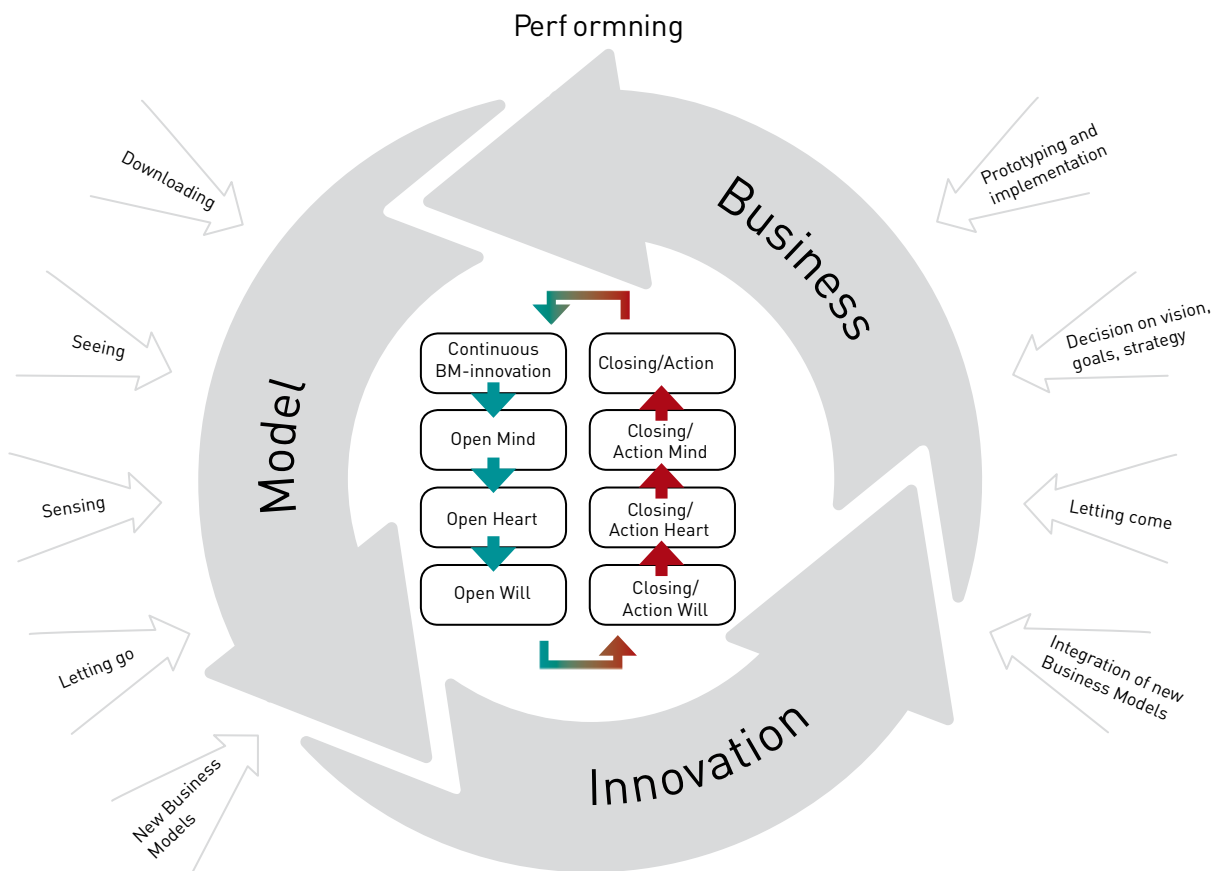 Performning
Downloading
Seeing
Sensing
Letting go
New Business
Models
Model
Business
Innovation
Continuous
BM-innovation
Open Mind
Open Heart
Open Will
Closing/Action
Closing/
Action Mind
Closing/
Action Heart
Closing/
Action Will
Prototyping and
implementation
Decision on vision,
goals, strategy
Letting come
Integration of new
Business Models